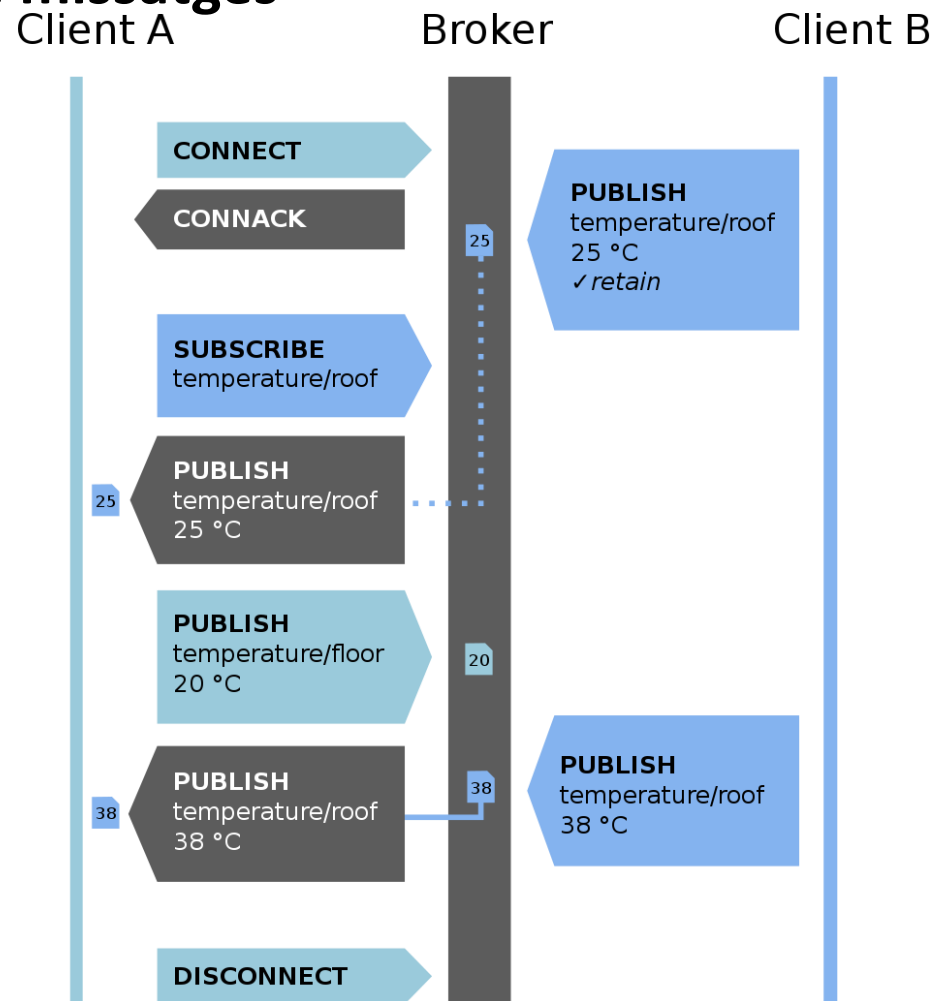 missatges
Client A
Broker
Client B
CONNECT
CONNACK
PUBLISH
temperature/roof
25 °C
✓retain
25
SUBSCRIBE
temperature/roof
PUBLISH
temperature/roof
25 °C
25
PUBLISH
temperature/floor
20 °C
20
PUBLISH
temperature/roof
38 °C
38
PUBLISH
temperature/roof
38 °C
38
DISCONNECT